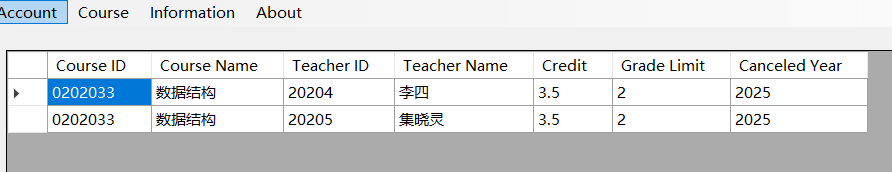 Account Course Information About
Course ID Course Name Teacher ID Teacher Name Credit Grade Limit Canceled Year
0202033 数据结构 20204 李四 3.5 2 2025
0202033 数据结构 20205 集晓灵 3.5 2 2025